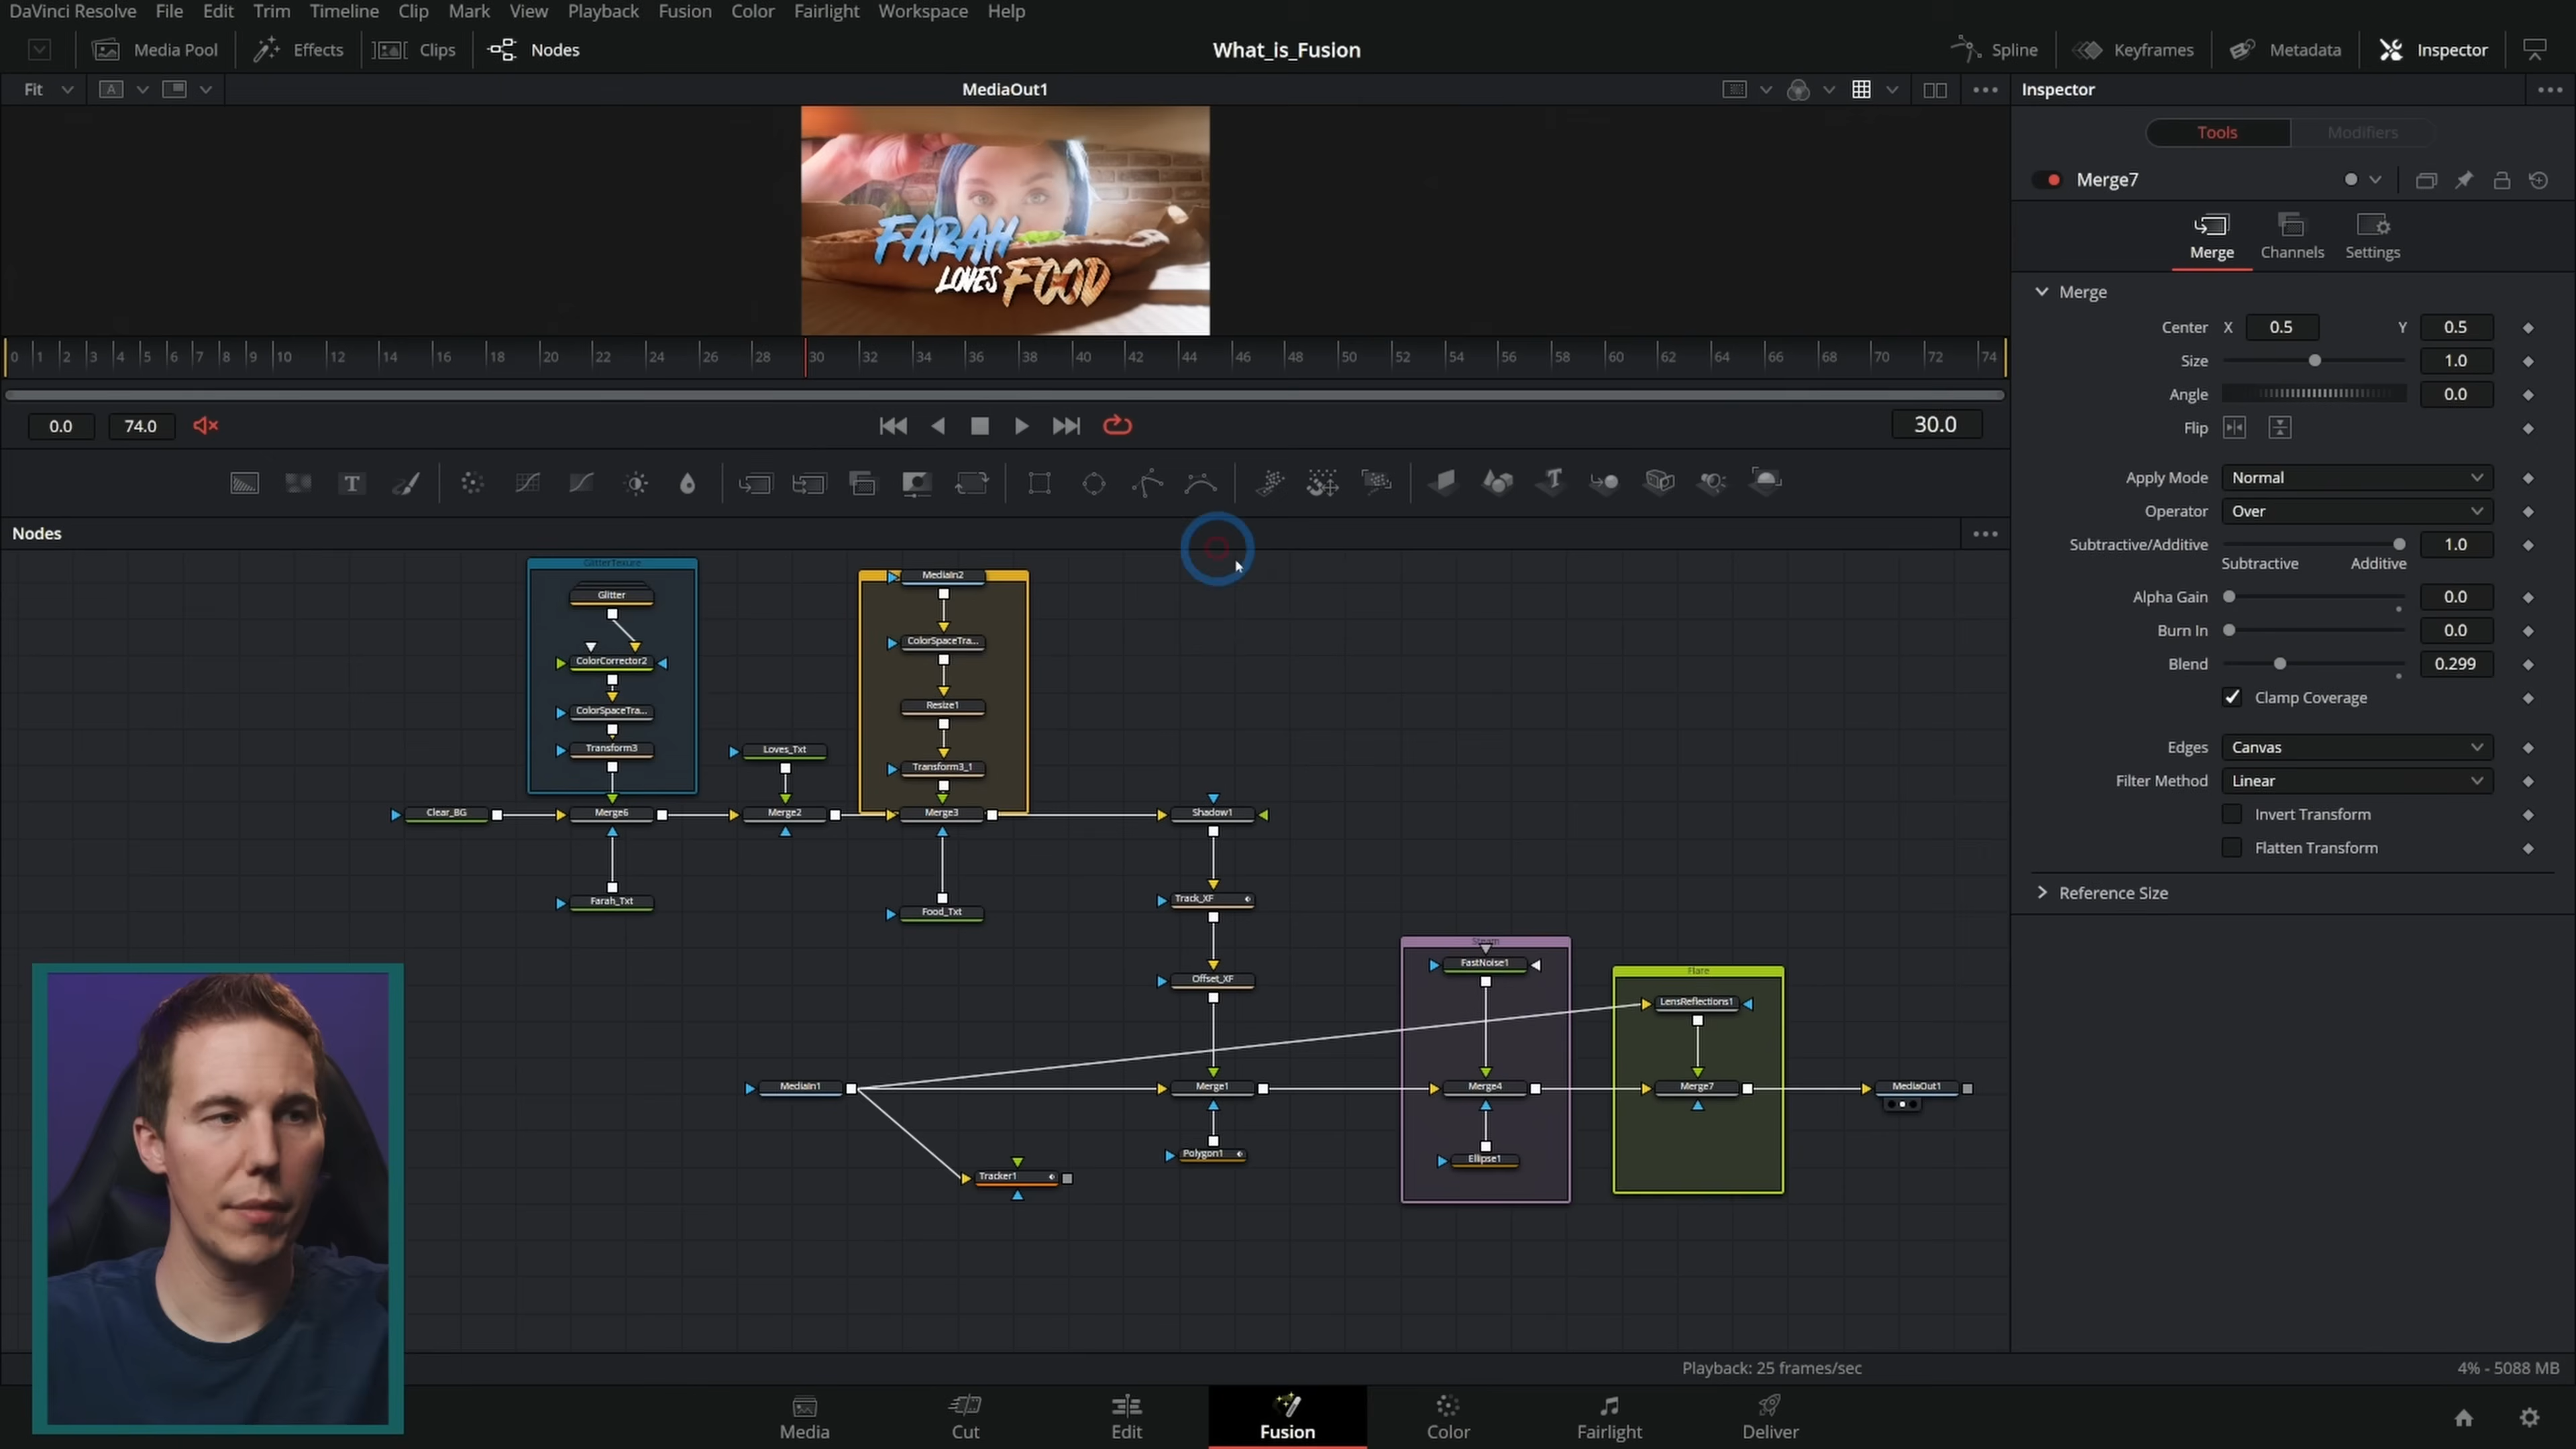 DaVinci Resolve File Edit Trim Timeline Clip Mark View Playback Fusion Color Fairlight Workspace Help
Media Pool Effects Clips Nodes What_is_Fusion Spline Keyframes Metadata Inspector
Fit A MediaOut1 Inspector
Tools Modifiers
Merge7
Merge Channels Settings
FARAH
LOVES FOOD
Merge
Center X 0.5 Y 0.5
Size 1.0
Angle 0.0
Flip
0 1 2 3 4 5 6 7 8 9 10 12 14 16 18 20 22 24 26 28 30 32 34 36 38 40 42 44 46 48 50 52 54 56 58 60 62 64 66 68 70 72 74
0.0 74.0 30.0
Apply Mode Normal
Operator Over
Subtractive/Additive 1.0
Subtractive Additive
Alpha Gain 0.0
Burn In 0.0
Blend 0.299
Clamp Coverage
Edges Canvas
Filter Method Linear
Invert Transform
Flatten Transform
Reference Size
T T
Nodes
GlitterTexure
Glitter
ColorCorrector2
ColorSpaceTra...
Transform3
MediaIn2
ColorSpaceTra...
Resize1
Transform3_1
Loves_Txt
Clear_BG Merge6 Merge2 Merge3 Shadow1
Farah_Txt Food_Txt Track_XF
Offset_XF
Steam
FastNoise1
Flare
LensReflections1
MediaIn1 Merge1 Merge4 Merge7 MediaOut1
Tracker1 Polygon1 Ellipse1
Playback: 25 frames/sec 4% - 5088 MB
Media Cut Edit Fusion Color Fairlight Deliver